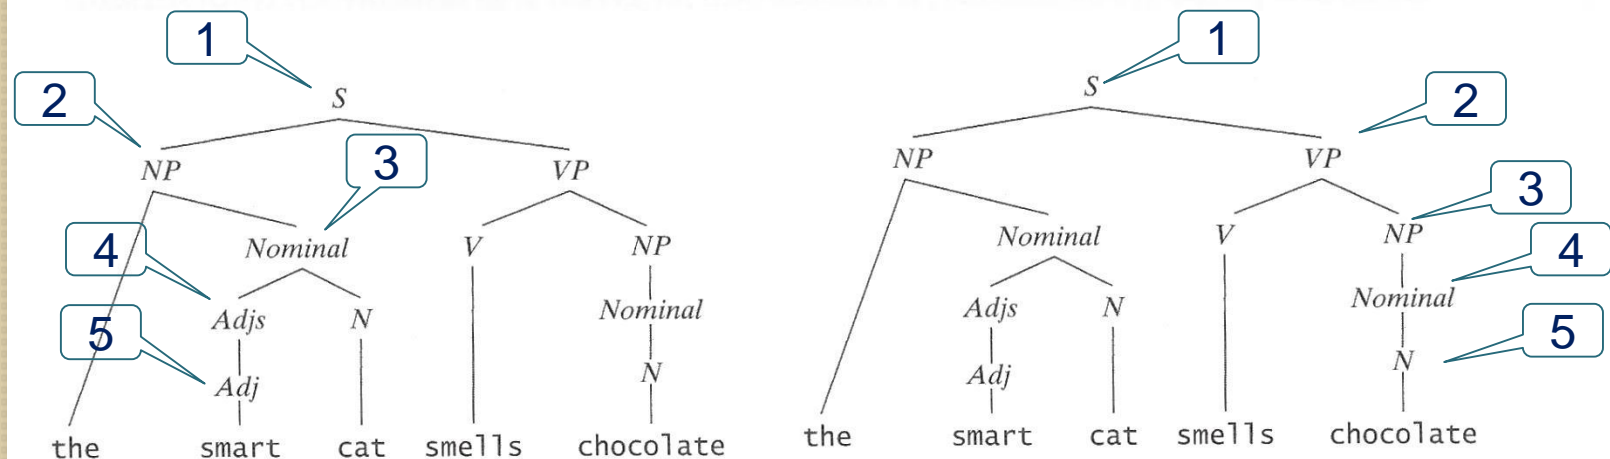 1
S
2
NP
VP
3
Nominal
V
NP
4
Adjs
N
Nominal
5
Adj
N
the smart cat smells chocolate
1
S
2
NP
VP
3
Nominal
V
NP
4
Adjs
N
Nominal
5
Adj
N
the smart cat smells chocolate